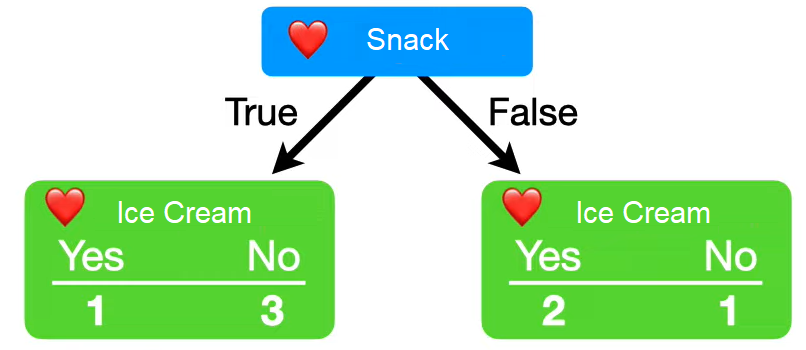 ❤️ Snack
True False
❤️ Ice Cream ❤️ Ice Cream
Yes No Yes No
1 3 2 1